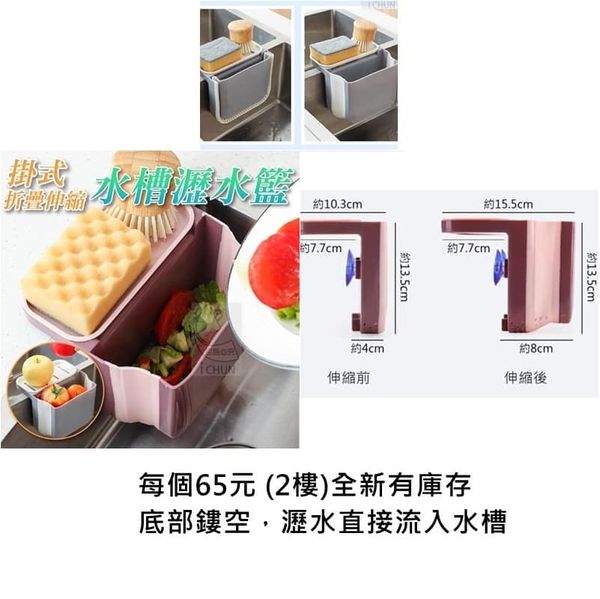 I CHUN
掛式
折疊伸縮
水槽瀝水籃
I CHUN
約10.3cm
約7.7cm
約13.5cm
約4cm
伸縮前
約15.5cm
約7.7cm
約13.5cm
約8cm
伸縮後
每個65元 (2樓)全新有庫存
底部鏤空，瀝水直接流入水槽